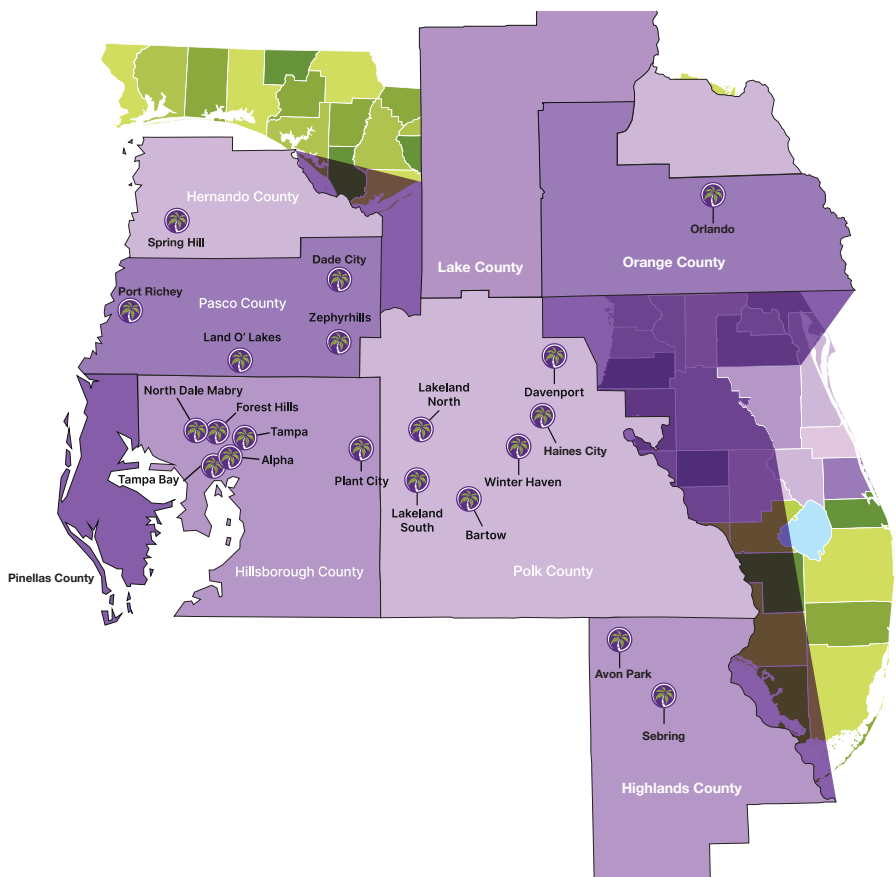 Hernando County
Spring Hill
Orlando
Lake County
Orange County
Dade City
Port Richey
Pasco County
Zephyrhills
Land O' Lakes
Davenport
North Dale Mabry
Forest Hills
Lakeland
North
Tampa
Haines City
Alpha
Tampa Bay
Plant City
Winter Haven
Lakeland
South
Bartow
Pinellas County
Hillsborough County
Polk County
Avon Park
Sebring
Highlands County